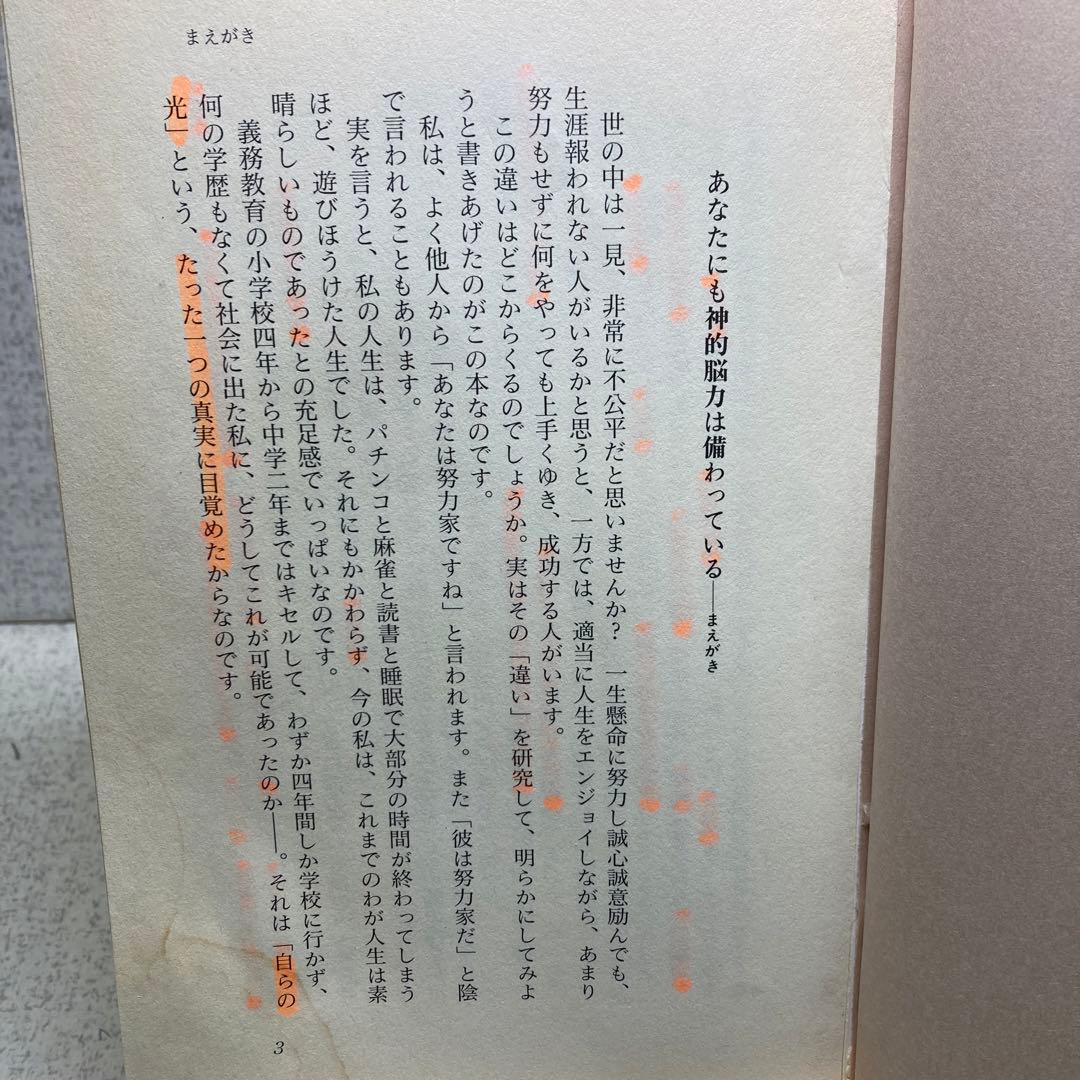 まえがき
あなたにも神的脳力は備わっている――まえがき
世の中は一見、非常に不公平だと思いませんか？　一生懸命に努力し誠心誠意励んでも、
生涯報われない人がいるかと思うと、一方では、適当に人生をエンジョイしながら、あまり
努力もせずに何をやっても上手くゆき、成功する人がいます。
この違いはどこからくるのでしょうか。実はその「違い」を研究して、明らかにしてみよ
うと書きあげたのがこの本なのです。
私は、よく他人から「あなたは努力家ですね」と言われます。また「彼は努力家だ」と陰
で言われることもあります。
実を言うと、私の人生は、パチンコと麻雀と読書と睡眠で大部分の時間が終わってしまう
ほど、遊びほうけた人生でした。それにもかかわらず、今の私は、これまでのわが人生は素
晴らしいものであったとの充足感でいっぱいなのです。
義務教育の小学校四年から中学二年まではキセルして、わずか四年間しか学校に行かず、
何の学歴もなくて社会に出た私に、どうしてこれが可能であったのか――。それは「自らの
光」という、たった一つの真実に目覚めたからなのです。
3